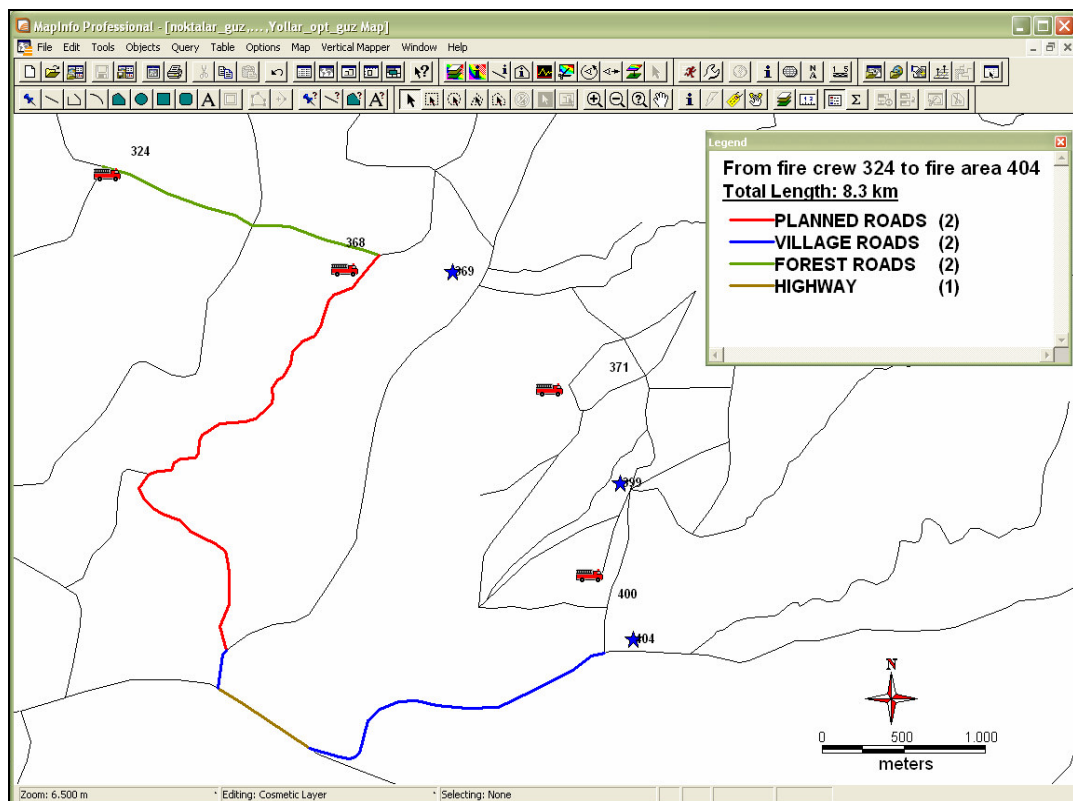 MapInfo Professional - [noktalar_guz,...,Yollar_opt_guz Map]
File Edit Tools Objects Query Table Options Map Vertical Mapper Window Help
324
368
369
371
399
400
404
Legend
From fire crew 324 to fire area 404
Total Length: 8.3 km
PLANNED ROADS (2)
VILLAGE ROADS (2)
FOREST ROADS (2)
HIGHWAY (1)
N
0 500 1.000
meters
Zoom: 6.500 m Editing: Cosmetic Layer Selecting: None